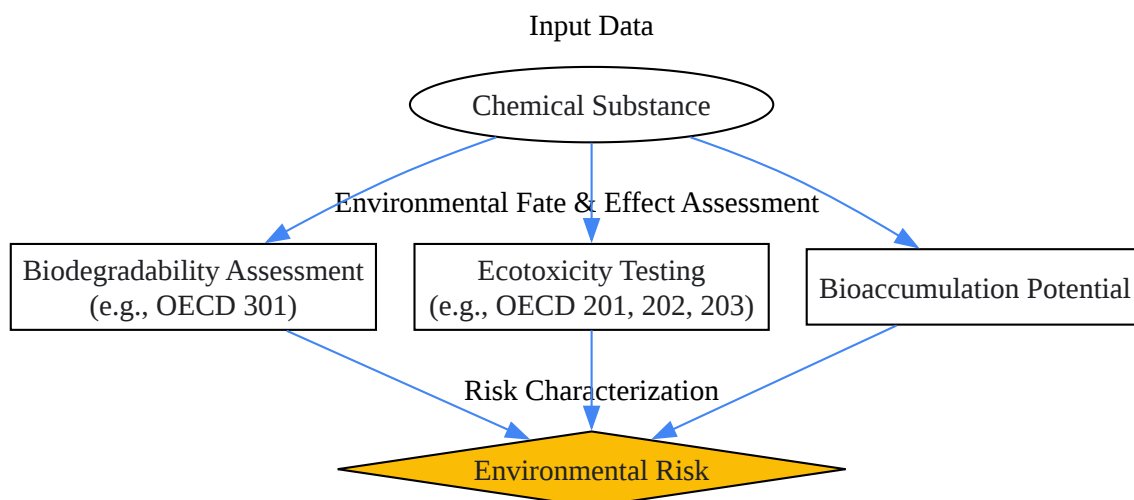 Input Data
Chemical Substance
Environmental Fate & Effect Assessment
Biodegradability Assessment
(e.g., OECD 301)
Ecotoxicity Testing
(e.g., OECD 201, 202, 203)
Bioaccumulation Potential
Risk Characterization
Environmental Risk